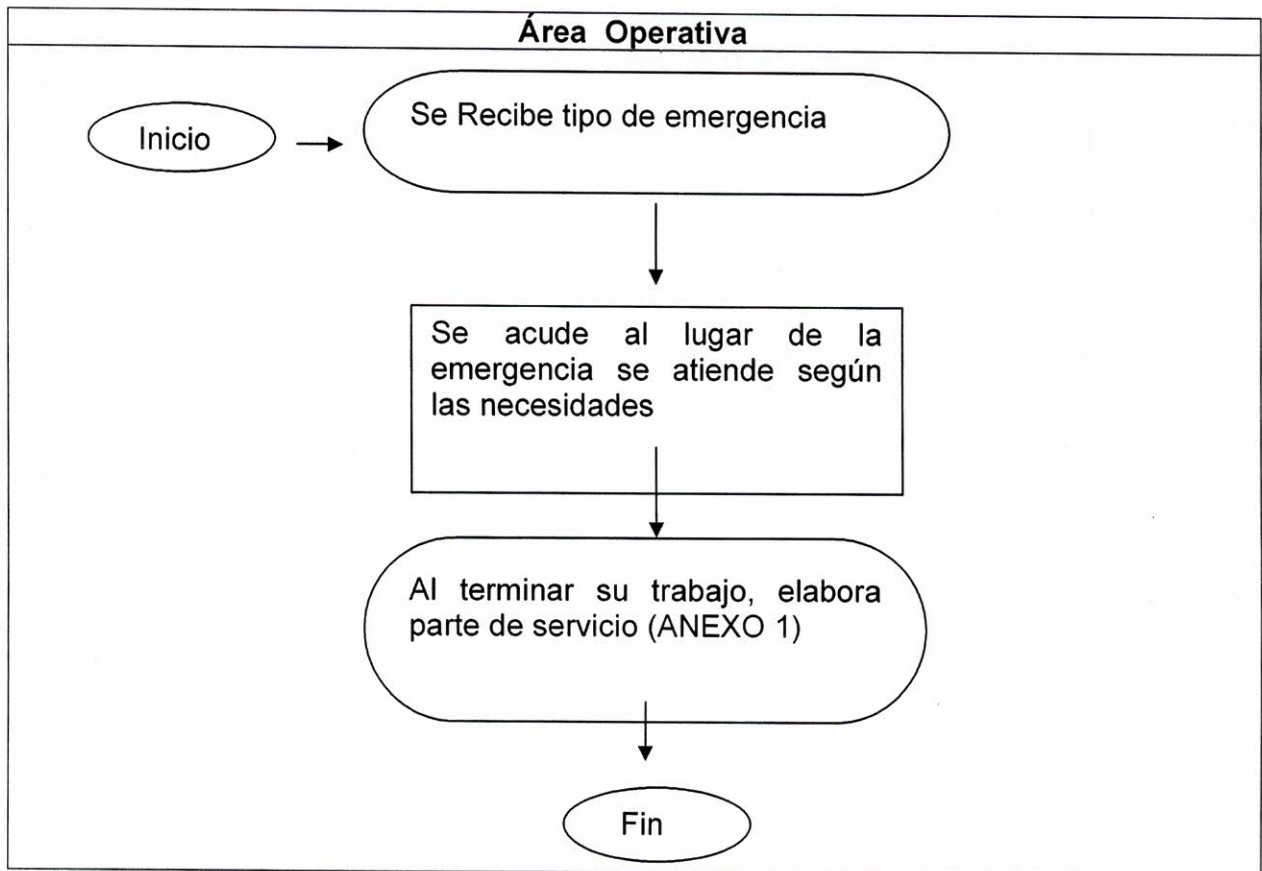 Área Operativa
Inicio
Se Recibe tipo de emergencia
Se acude al lugar de la
emergencia se atiende según
las necesidades
Al terminar su trabajo, elabora
parte de servicio (ANEXO 1)
Fin